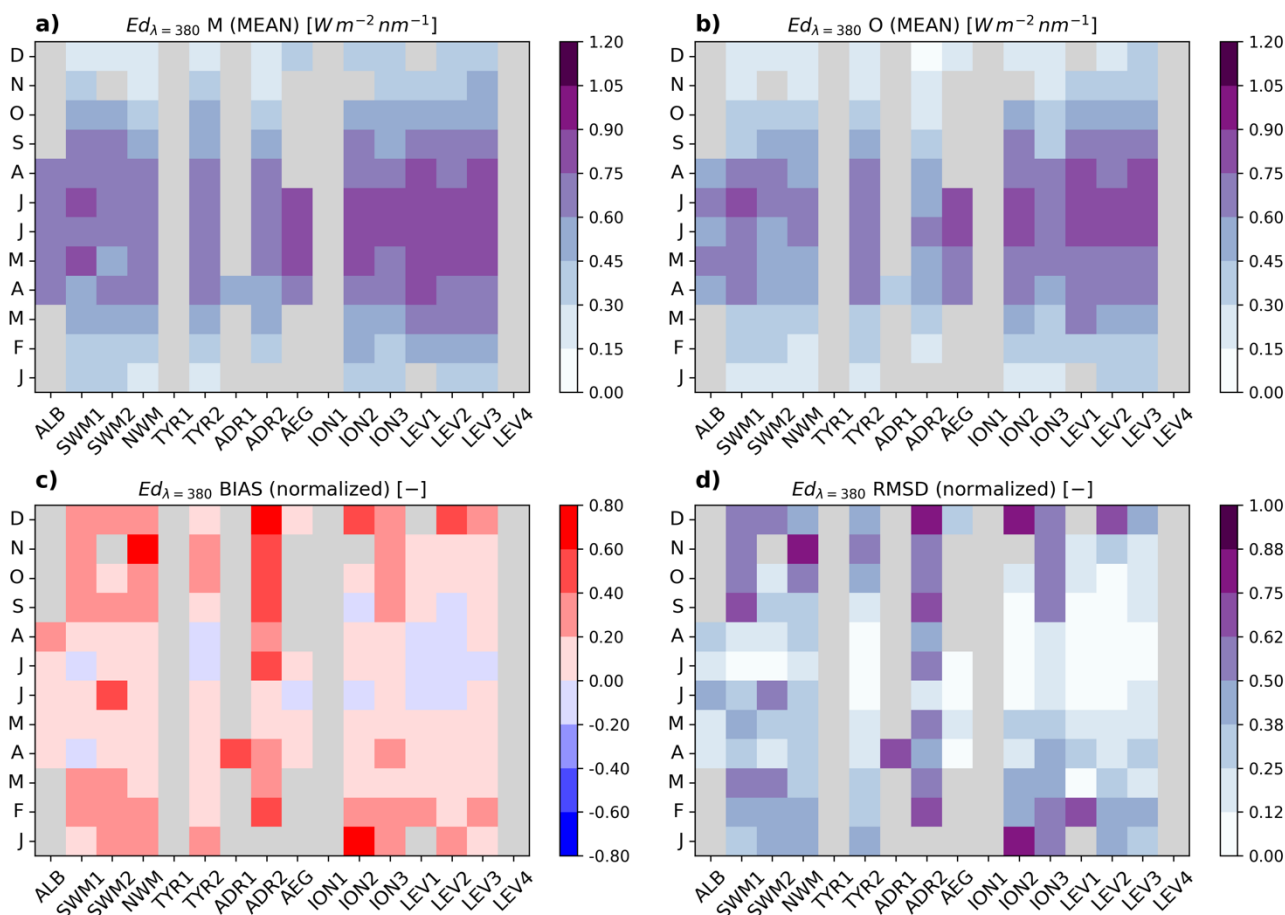 a) Ed_{λ=380} M (MEAN) [W m^{−2} nm^{−1}]
D
N
O
S
A
J
J
M
A
M
F
J
ALB SWM1 SWM2 NWM TYR1 TYR2 ADR1 ADR2 AEG ION1 ION2 ION3 LEV1 LEV2 LEV3 LEV4
1.20
1.05
0.90
0.75
0.60
0.45
0.30
0.15
0.00
b) Ed_{λ=380} O (MEAN) [W m^{−2} nm^{−1}]
D
N
O
S
A
J
J
M
A
M
F
J
ALB SWM1 SWM2 NWM TYR1 TYR2 ADR1 ADR2 AEG ION1 ION2 ION3 LEV1 LEV2 LEV3 LEV4
1.20
1.05
0.90
0.75
0.60
0.45
0.30
0.15
0.00
c) Ed_{λ=380} BIAS (normalized) [−]
D
N
O
S
A
J
J
M
A
M
F
J
ALB SWM1 SWM2 NWM TYR1 TYR2 ADR1 ADR2 AEG ION1 ION2 ION3 LEV1 LEV2 LEV3 LEV4
0.80
0.60
0.40
0.20
0.00
-0.20
-0.40
-0.60
-0.80
d) Ed_{λ=380} RMSD (normalized) [−]
D
N
O
S
A
J
J
M
A
M
F
J
ALB SWM1 SWM2 NWM TYR1 TYR2 ADR1 ADR2 AEG ION1 ION2 ION3 LEV1 LEV2 LEV3 LEV4
1.00
0.88
0.75
0.62
0.50
0.38
0.25
0.12
0.00